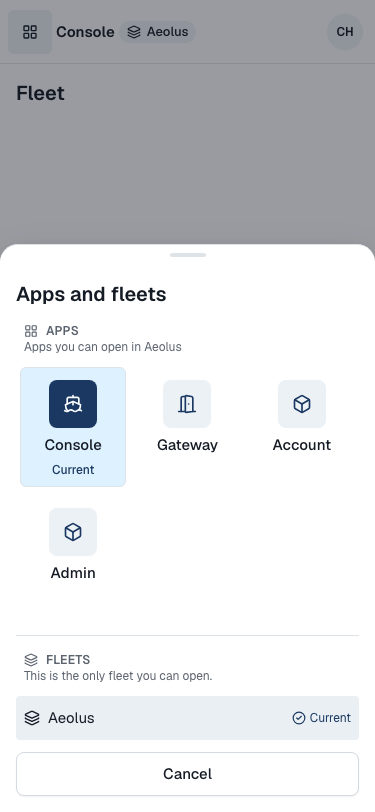 Console
Aeolus
CH
Fleet
Apps and fleets
APPS
Apps you can open in Aeolus
Console
Gateway
Account
Current
Admin
FLEETS
This is the only fleet you can open.
Aeolus
Current
Cancel